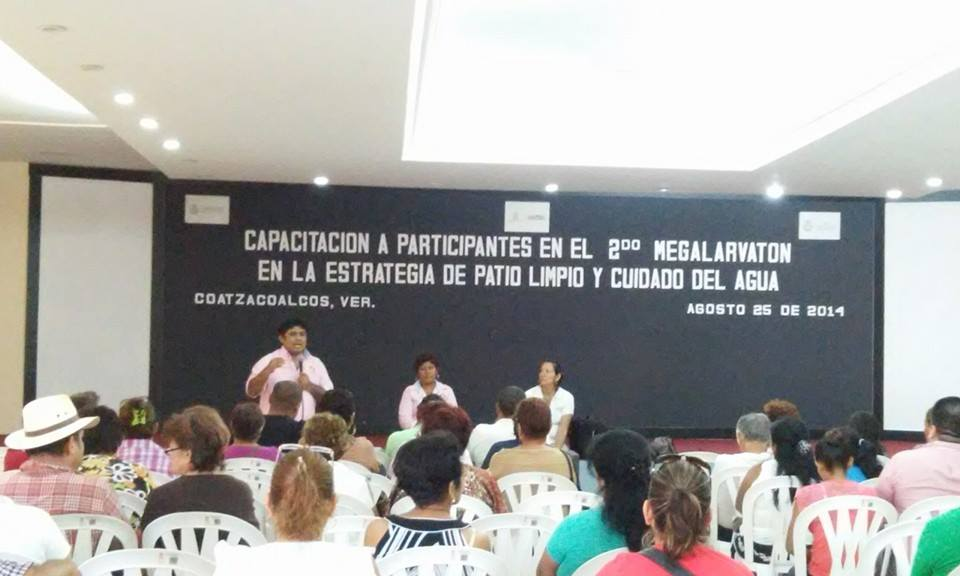 CAPACITACION A PARTICIPANTES EN EL 2DO MEGALARVATON
EN LA ESTRATEGIA DE PATIO LIMPIO Y CUIDADO DEL AGUA
COATZACOALCOS, VER.
AGOSTO 25 DE 2014